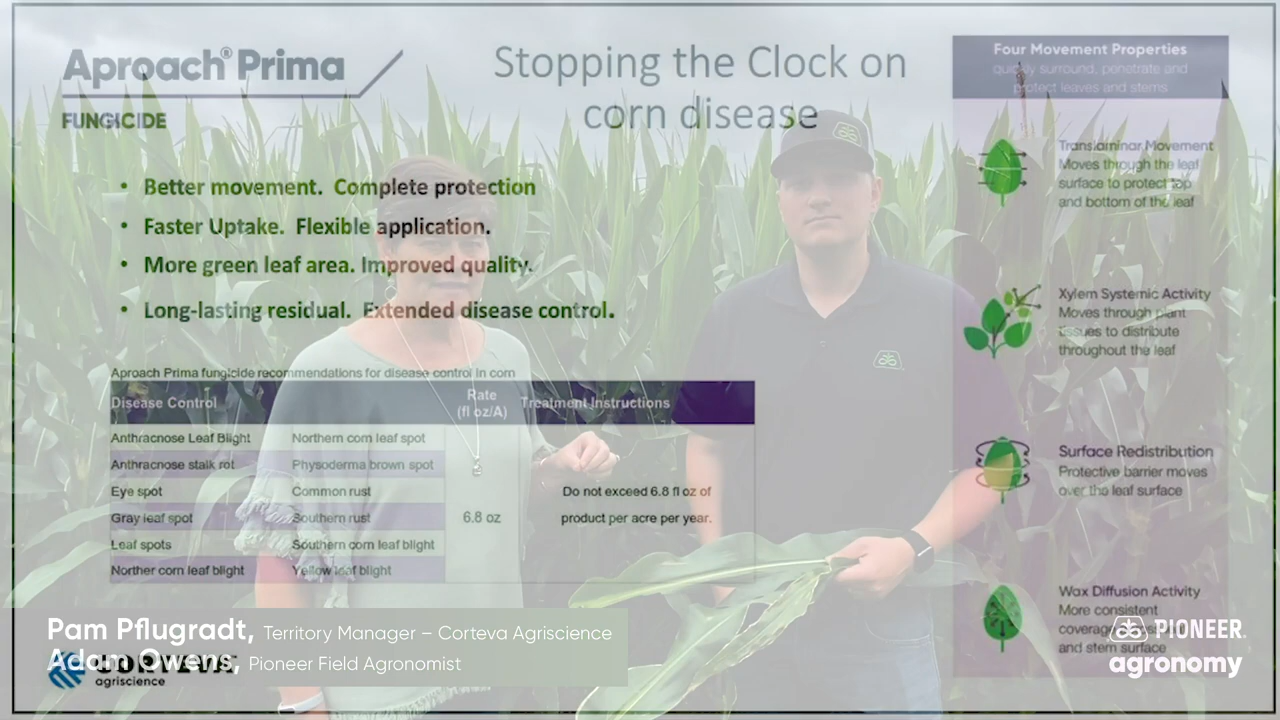 Aproach® Prima
FUNGICIDE
Stopping the Clock on
corn disease
• Better movement. Complete protection
• Faster Uptake. Flexible application.
• More green leaf area. Improved quality.
• Long-lasting residual. Extended disease control.
Aproach Prima fungicide recommendations for disease control in corn
Disease Control Rate (fl oz/A) Treatment Instructions
Anthracnose Leaf Blight Northern corn leaf spot
Anthracnose stalk rot Physoderma brown spot
Eye spot Common rust
Gray leaf spot Southern rust
Leaf spots Southern corn leaf blight
Norther corn leaf blight Yellow leaf blight
6.8 oz
Do not exceed 6.8 fl oz of
product per acre per year.
Four Movement Properties
quickly surround, penetrate and
protect leaves and stems
Translaminar Movement
Moves through the leaf
surface to protect top
and bottom of the leaf
Xylem Systemic Activity
Moves through plant
tissues to distribute
throughout the leaf
Surface Redistribution
Protective barrier moves
over the leaf surface
Wax Diffusion Activity
More consistent
coverage
and stem surface
Pam Pflugradt, Territory Manager – Corteva Agriscience
Adam Owens, Pioneer Field Agronomist
CORTEVA
agriscience
PIONEER.
agronomy